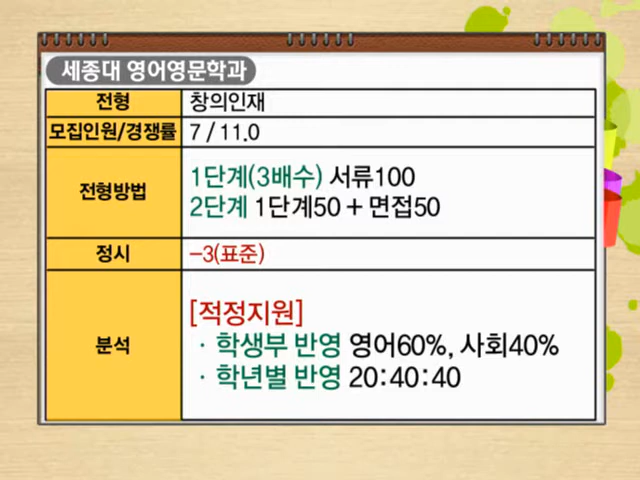 세종대 영어영문학과
전형 창의인재
모집인원/경쟁률 7 / 11.0
전형방법 1단계(3배수) 서류100
2단계 1단계50 + 면접50
정시 -3(표준)
분석 [적정지원]
· 학생부 반영 영어60%, 사회40%
· 학년별 반영 20:40:40